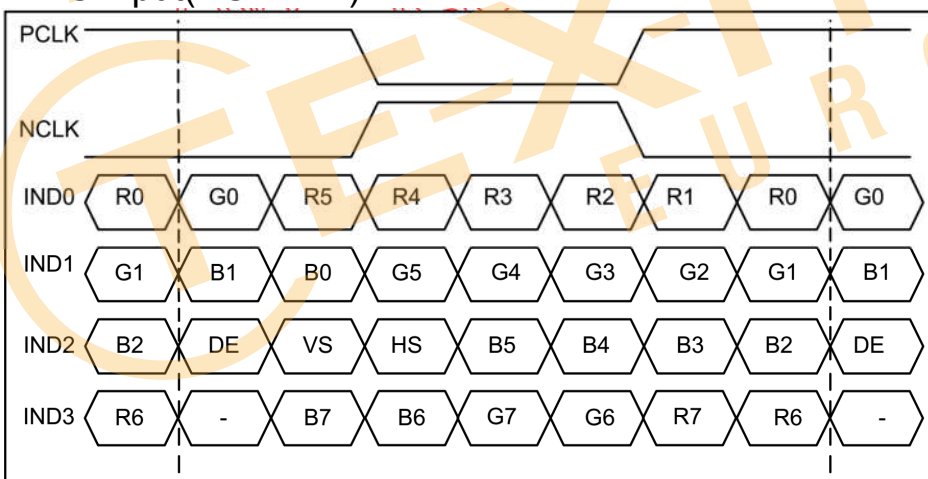 PCLK
NCLK
IND0 R0 G0 R5 R4 R3 R2 R1 R0 G0
IND1 G1 B1 B0 G5 G4 G3 G2 G1 B1
IND2 B2 DE VS HS B5 B4 B3 B2 DE
IND3 R6 - B7 B6 G7 G6 R7 R6 -
TE-X
EUR